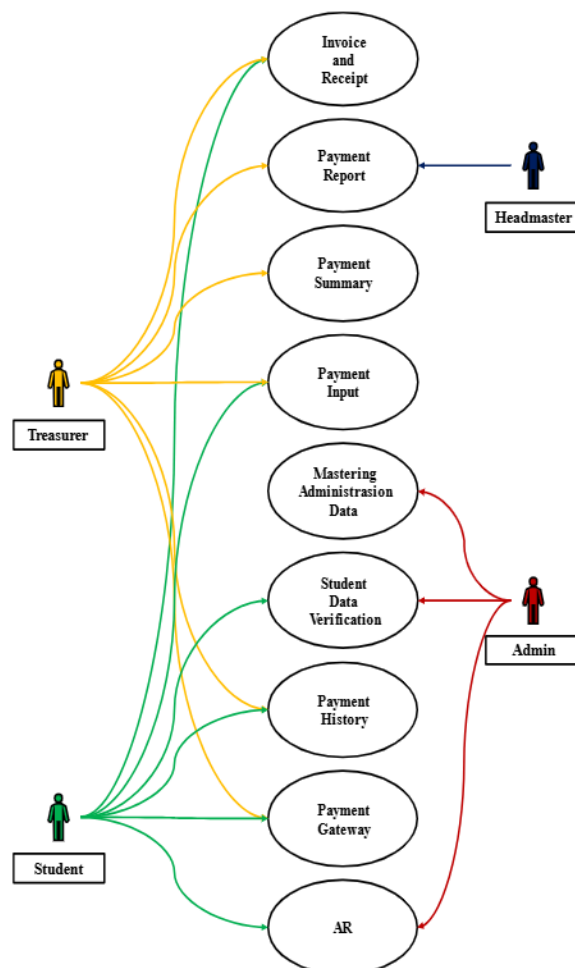 Invoice
and
Receipt
Payment
Report
Headmaster
Payment
Summary
Payment
Input
Treasurer
Mastering
Administrasion
Data
Student
Data
Verification
Admin
Payment
History
Payment
Gateway
Student
AR